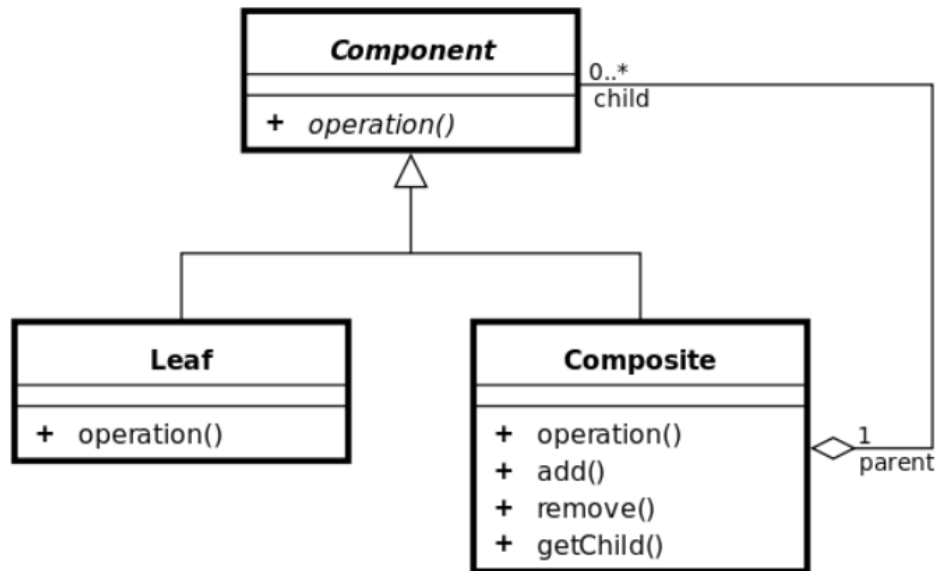 Component
+ operation()
0..*
child
Leaf
+ operation()
Composite
+ operation()
+ add()
+ remove()
+ getChild()
1
parent